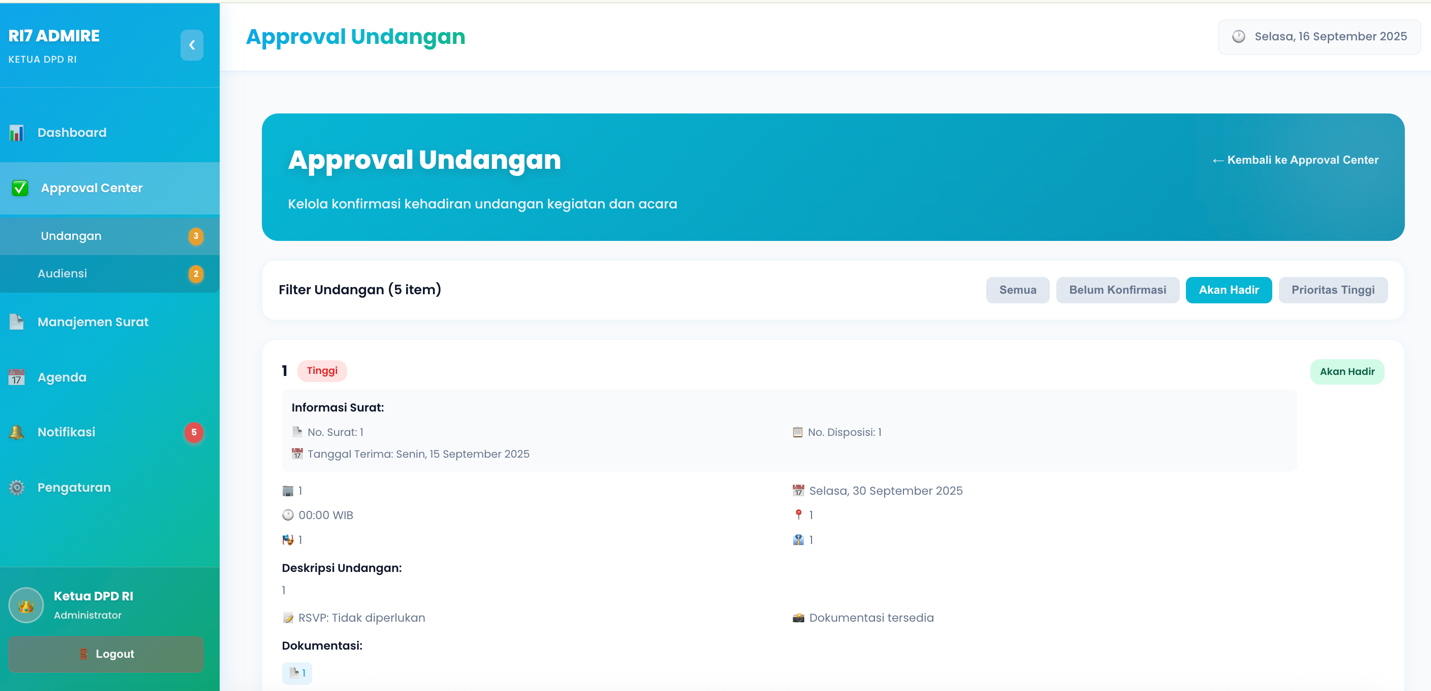 RI7 ADMIRE
KETUA DPD RI
Dashboard
Approval Center
Undangan 3
Audiensi 2
Manajemen Surat
17 Agenda
Notifikasi 5
Pengaturan
Ketua DPD RI
Administrator
Logout
Approval Undangan
Selasa, 16 September 2025
Approval Undangan
← Kembali ke Approval Center
Kelola konfirmasi kehadiran undangan kegiatan dan acara
Filter Undangan (5 item)
Semua Belum Konfirmasi Akan Hadir Prioritas Tinggi
1 Tinggi Akan Hadir
Informasi Surat:
No. Surat: 1 No. Disposisi: 1
Tanggal Terima: Senin, 15 September 2025
1 Selasa, 30 September 2025
00:00 WIB 1
1 1
Deskripsi Undangan:
1
RSVP: Tidak diperlukan Dokumentasi tersedia
Dokumentasi:
1